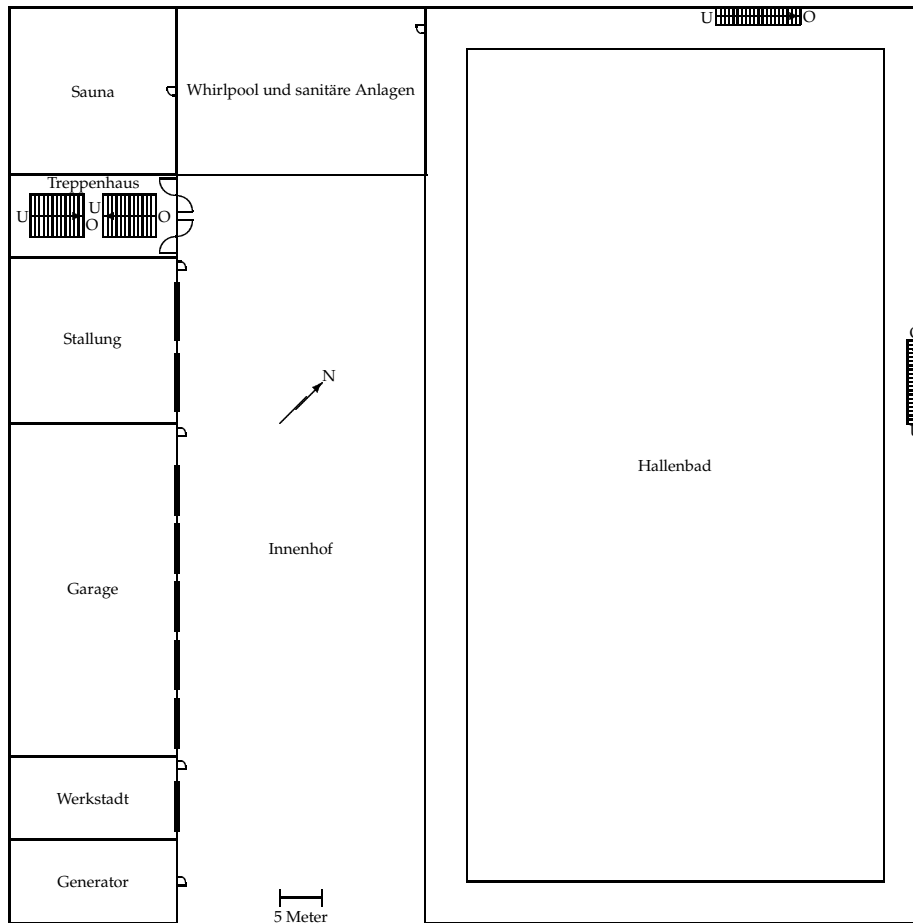 U O
Sauna
Whirlpool und sanitäre Anlagen
Treppenhaus
U U O
O
Stallung
N
Hallenbad
Innenhof
Garage
Werkstadt
Generator
5 Meter